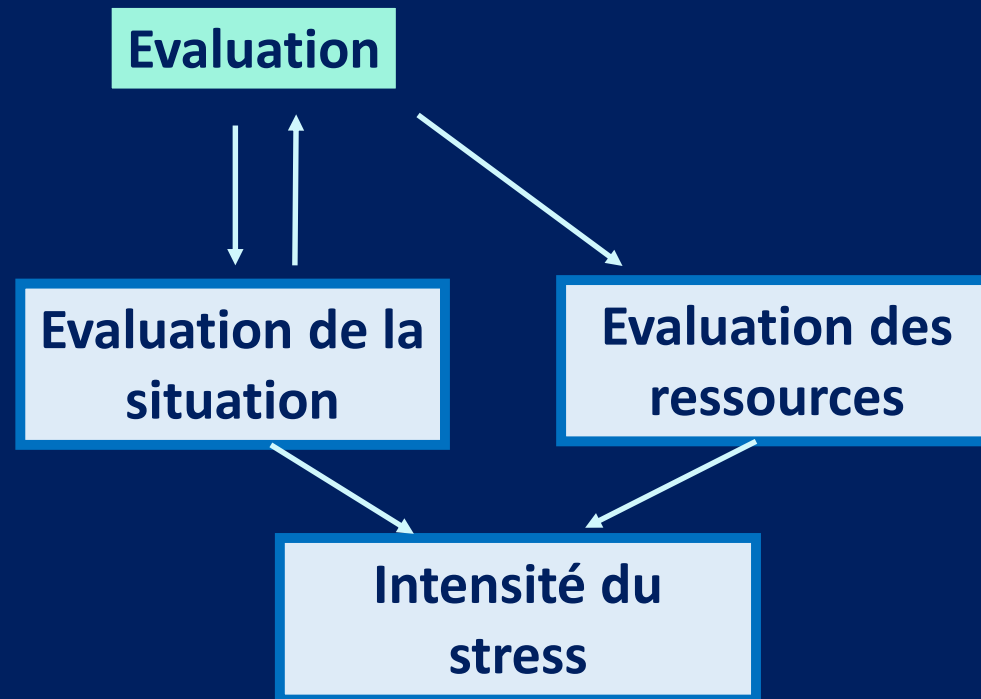 Evaluation
Evaluation de la
situation
Evaluation des
ressources
Intensité du
stress